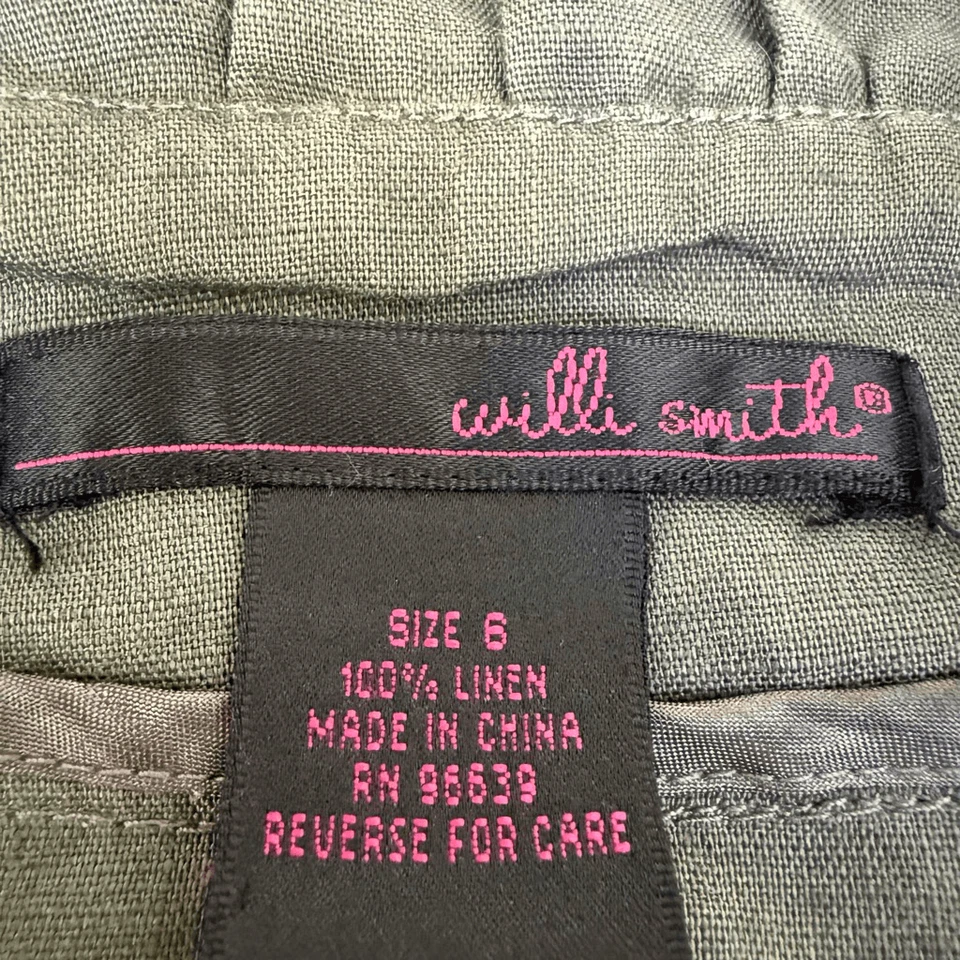 willi smith®
SIZE 6
100% LINEN
MADE IN CHINA
RN 96639
REVERSE FOR CARE